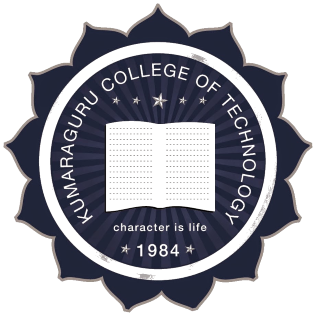 KUMARAGURU COLLEGE OF TECHNOLOGY
character is life
1984